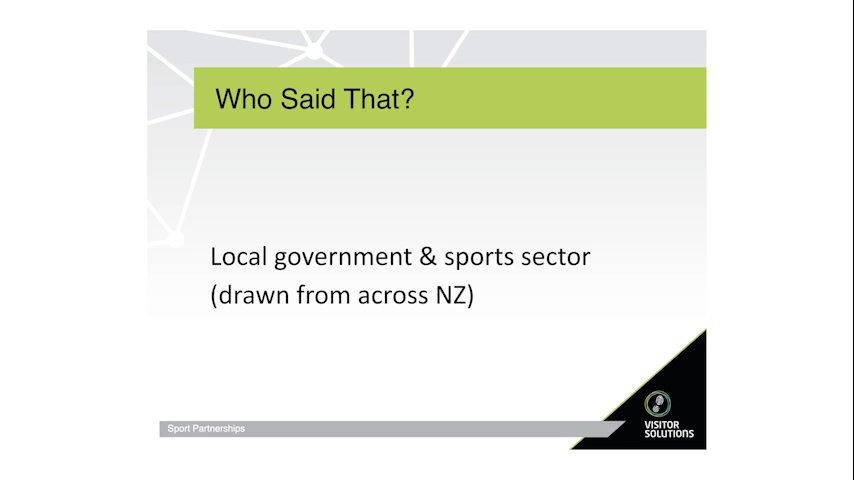 Who Said That?
Local government & sports sector
(drawn from across NZ)
Sport Partnerships
VISITOR
SOLUTIONS